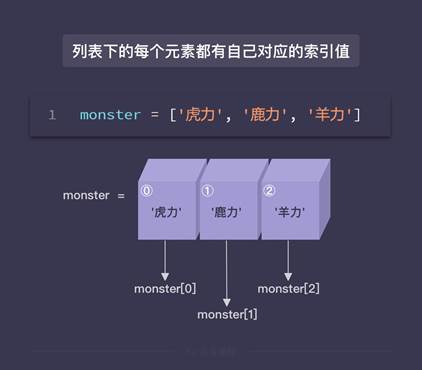 列表下的每个元素都有自己对应的索引值
1 monster = ['虎力', '鹿力', '羊力']
monster =
⓪ ① ②
'虎力' '鹿力' '羊力'
monster[0] monster[2]
monster[1]